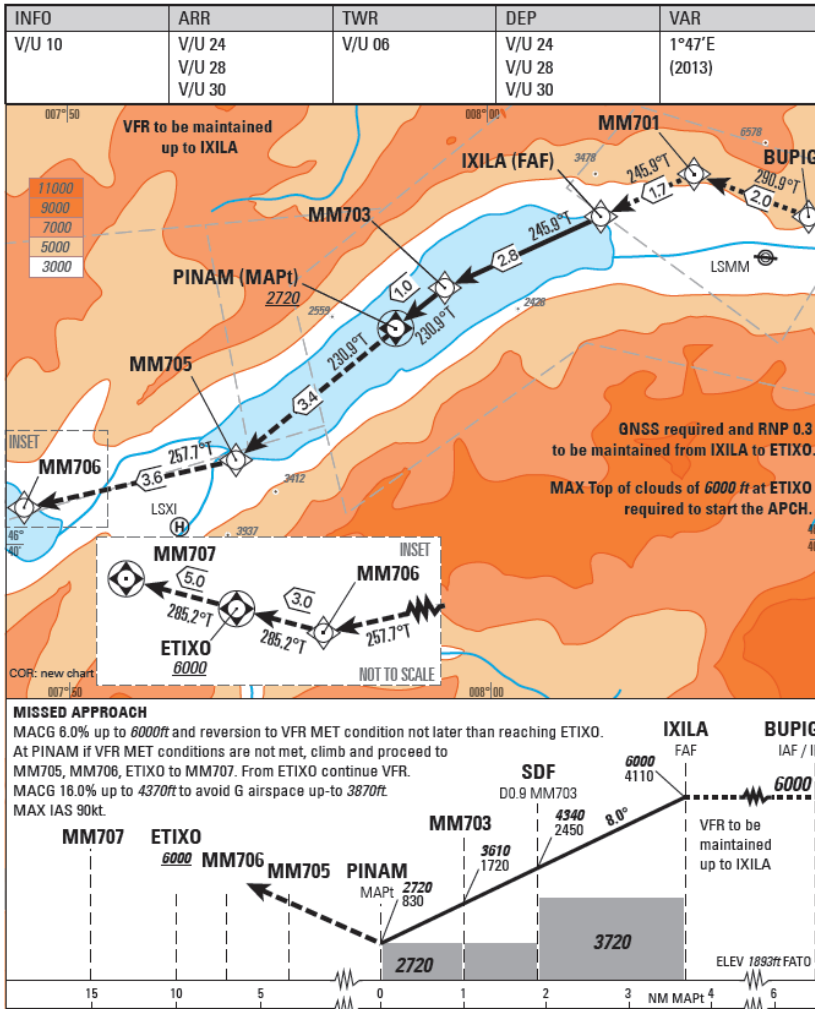 INFO ARR TWR DEP VAR
V/U 10 V/U 24 V/U 06 V/U 24 1°47'E
V/U 28 V/U 28 (2013)
V/U 30 V/U 30
007°50 008°00
VFR to be maintained
up to IXILA
11000
9000
7000
5000
3000
MM701
6578
IXILA (FAF)
3478
245.9°T
1.7
290.9°T
2.0
BUPIG
MM703
245.9°T
2.8
LSMM
PINAM (MAPt)
2720
1.0
2559
230.9°T
230.9°T
2428
MM705
3.4
257.7°T
3.6
INSET
MM706
LSXI
H
3412
3937
46°
40'
GNSS required and RNP 0.3
to be maintained from IXILA to ETIXO.
MAX Top of clouds of 6000 ft at ETIXO
required to start the APCH.
INSET
MM707
5.0
285.2°T
MM706
3.0
285.2°T
257.7°T
ETIXO
6000
NOT TO SCALE
COR: new chart
007°50 008°00
MISSED APPROACH
MACG 6.0% up to 6000ft and reversion to VFR MET condition not later than reaching ETIXO.
At PINAM if VFR MET conditions are not met, climb and proceed to
MM705, MM706, ETIXO to MM707. From ETIXO continue VFR.
MACG 16.0% up to 4370ft to avoid G airspace up-to 3870ft.
MAX IAS 90kt.
IXILA
FAF
BUPIG
IAF / I
6000
4110
6000
SDF
D0.9 MM703
4340
2450
8.0°
VFR to be
maintained
up to IXILA
MM703
3610
1720
MM707 ETIXO
6000
MM706
MM705
PINAM
MAPt
2720
830
2720
3720
ELEV 1893ft FATO
15 10 5 0 1 2 3 NM MAPt 4 6